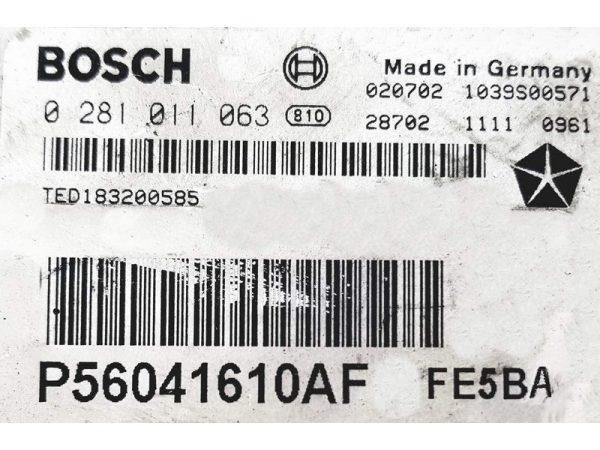 BOSCH
Made in Germany
020702 1039S00571
0 281 011 063 810
28702 1111 0961
TED183200585
P56041610AF FE5BA